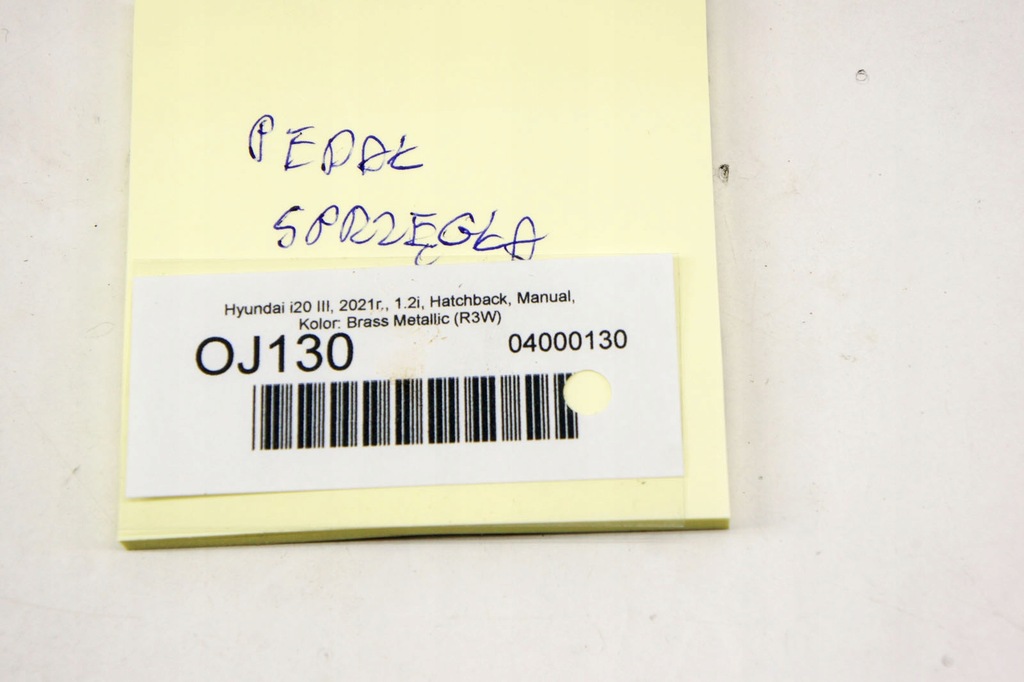 PEDAŁ
SPRZĘGŁA
Hyundai i20 III, 2021r., 1.2i, Hatchback, Manual,
Kolor: Brass Metallic (R3W)
OJ130 04000130